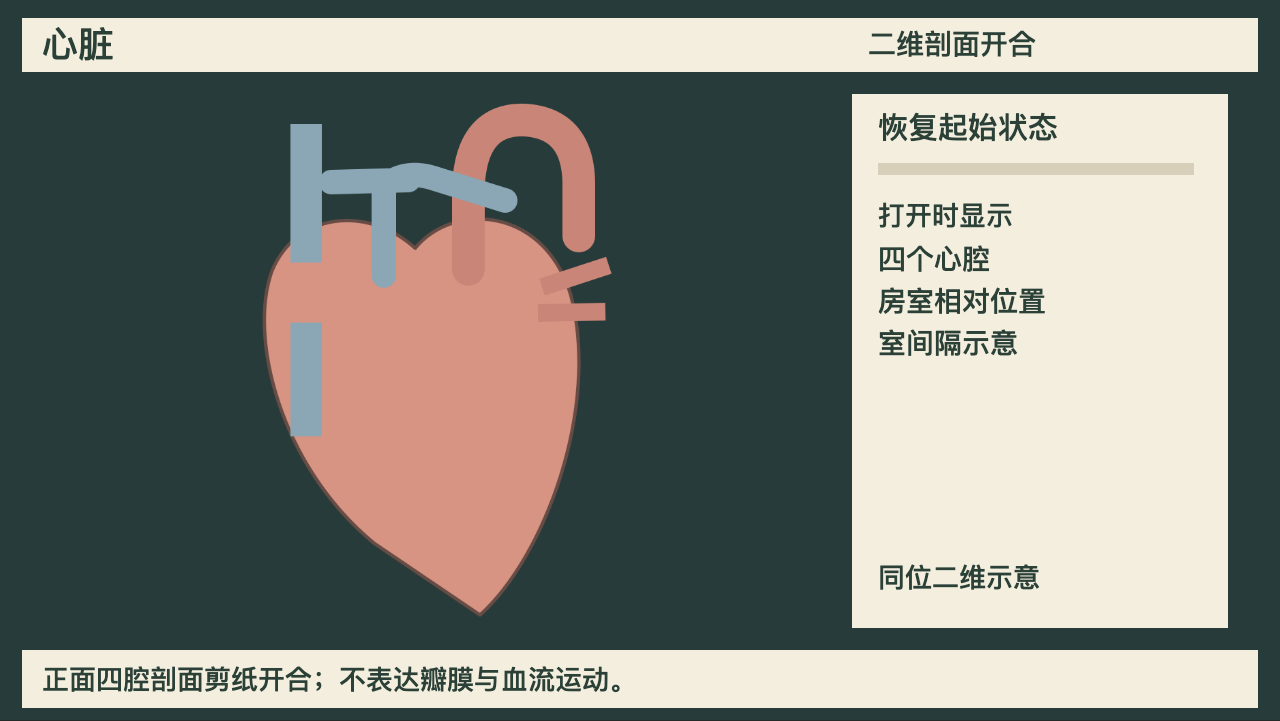 心脏
二维剖面开合
恢复起始状态
打开时显示
四个心腔
房室相对位置
室间隔示意
同位二维示意
正面四腔剖面剪纸开合；不表达瓣膜与血流运动。